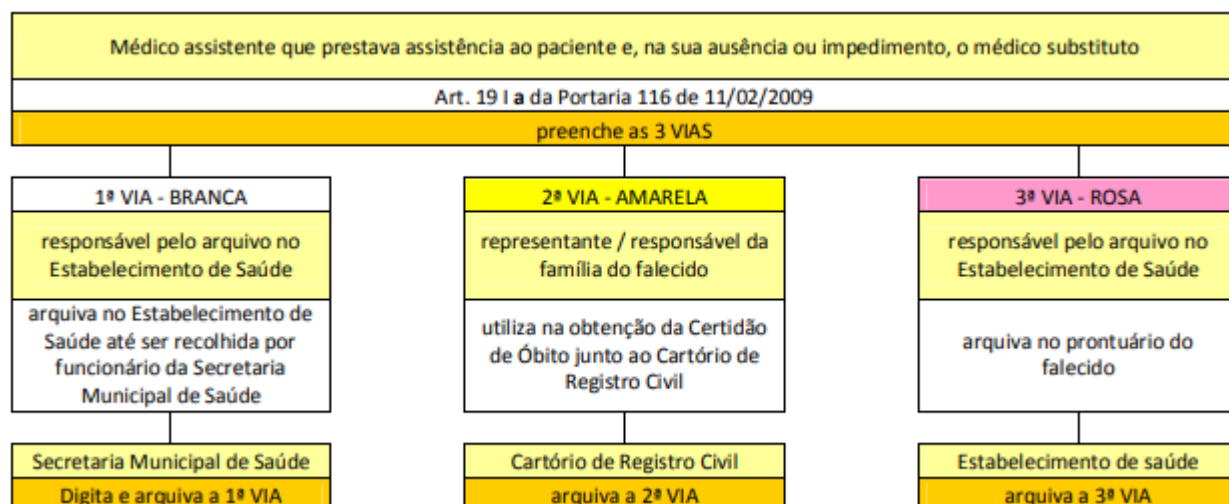 Médico assistente que prestava assistência ao paciente e, na sua ausência ou impedimento, o médico substituto
Art. 19 I a da Portaria 116 de 11/02/2009
preenche as 3 VIAS
1ª VIA - BRANCA
responsável pelo arquivo no
Estabelecimento de Saúde
arquiva no Estabelecimento de
Saúde até ser recolhida por
funcionário da Secretaria
Municipal de Saúde
Secretaria Municipal de Saúde
Digita e arquiva a 1ª VIA
2ª VIA - AMARELA
representante / responsável da
família do falecido
utiliza na obtenção da Certidão
de Óbito junto ao Cartório de
Registro Civil
Cartório de Registro Civil
arquiva a 2ª VIA
3ª VIA - ROSA
responsável pelo arquivo no
Estabelecimento de Saúde
arquiva no prontuário do
falecido
Estabelecimento de saúde
arquiva a 3ª VIA